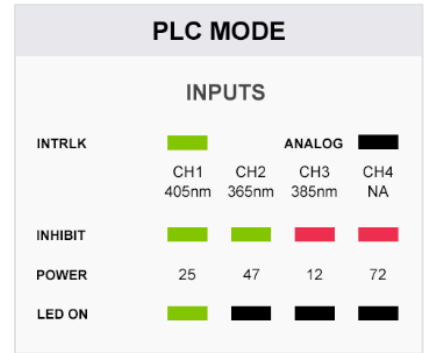 PLC MODE
INPUTS
INTRLK ANALOG
CH1 CH2 CH3 CH4
405nm 365nm 385nm NA
INHIBIT
POWER 25 47 12 72
LED ON